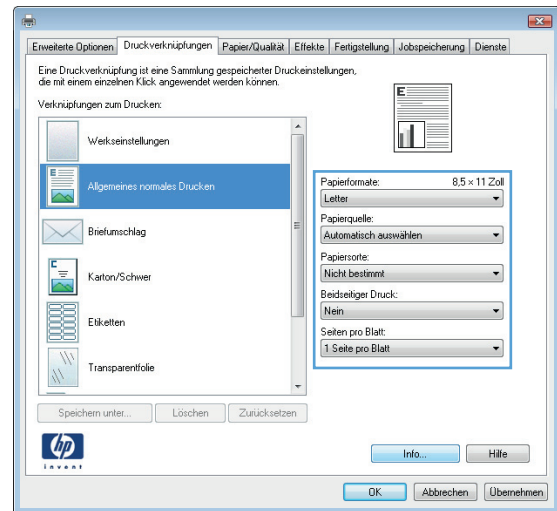 Erweiterte Optionen Druckverknüpfungen Papier/Qualität Effekte Fertigstellung Jobspeicherung Dienste
Eine Druckverknüpfung ist eine Sammlung gespeicherter Druckeinstellungen,
die mit einem einzelnen Klick angewendet werden können.
Verknüpfungen zum Drucken:
Werkseinstellungen
Allgemeines normales Drucken
Briefumschlag
Karton/Schwer
Etiketten
Transparentfolie
E
Papierformate: 8,5 × 11 Zoll
Letter
Papierquelle:
Automatisch auswählen
Papiersorte:
Nicht bestimmt
Beidseitiger Druck:
Nein
Seiten pro Blatt:
1 Seite pro Blatt
Speichern unter... Löschen Zurücksetzen
hp
invent
Info... Hilfe
OK Abbrechen Übernehmen